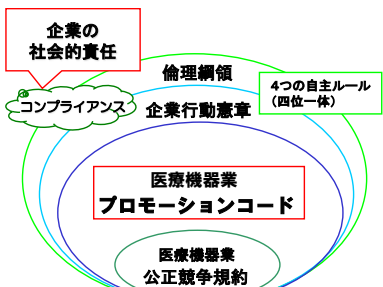 企業の
社会的責任
コンプライアンス
倫理綱領
4つの自主ルール
（四位一体）
企業行動憲章
医療機器業
プロモーションコード
医療機器業
公正競争規約